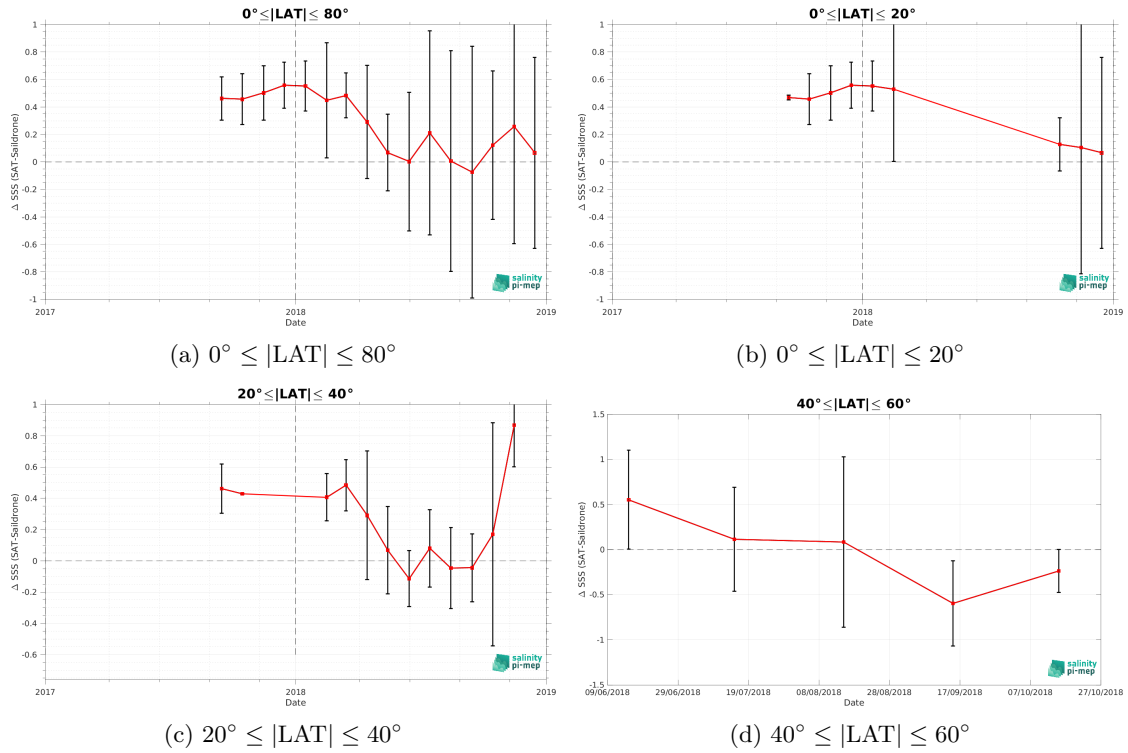 0°≤|LAT|≤ 80°
1
0.8
0.6
0.4
0.2
0
-0.2
-0.4
-0.6
-0.8
-1
Δ SSS (SAT-Saildrone)
2017
2018
2019
Date
salinity
pi-mep
(a) 0° ≤ |LAT| ≤ 80°
0°≤|LAT|≤ 20°
1
0.8
0.6
0.4
0.2
0
-0.2
-0.4
-0.6
-0.8
-1
Δ SSS (SAT-Saildrone)
2017
2018
2019
Date
salinity
pi-mep
(b) 0° ≤ |LAT| ≤ 20°
20°≤|LAT|≤ 40°
1
0.8
0.6
0.4
0.2
0
-0.2
-0.4
-0.6
Δ SSS (SAT-Saildrone)
2017
2018
2019
Date
salinity
pi-mep
(c) 20° ≤ |LAT| ≤ 40°
40°≤|LAT|≤ 60°
1.5
1
0.5
0
-0.5
-1
-1.5
Δ SSS (SAT-Saildrone)
09/06/2018
29/06/2018
19/07/2018
08/08/2018
28/08/2018
17/09/2018
07/10/2018
27/10/2018
Date
salinity
pi-mep
(d) 40° ≤ |LAT| ≤ 60°